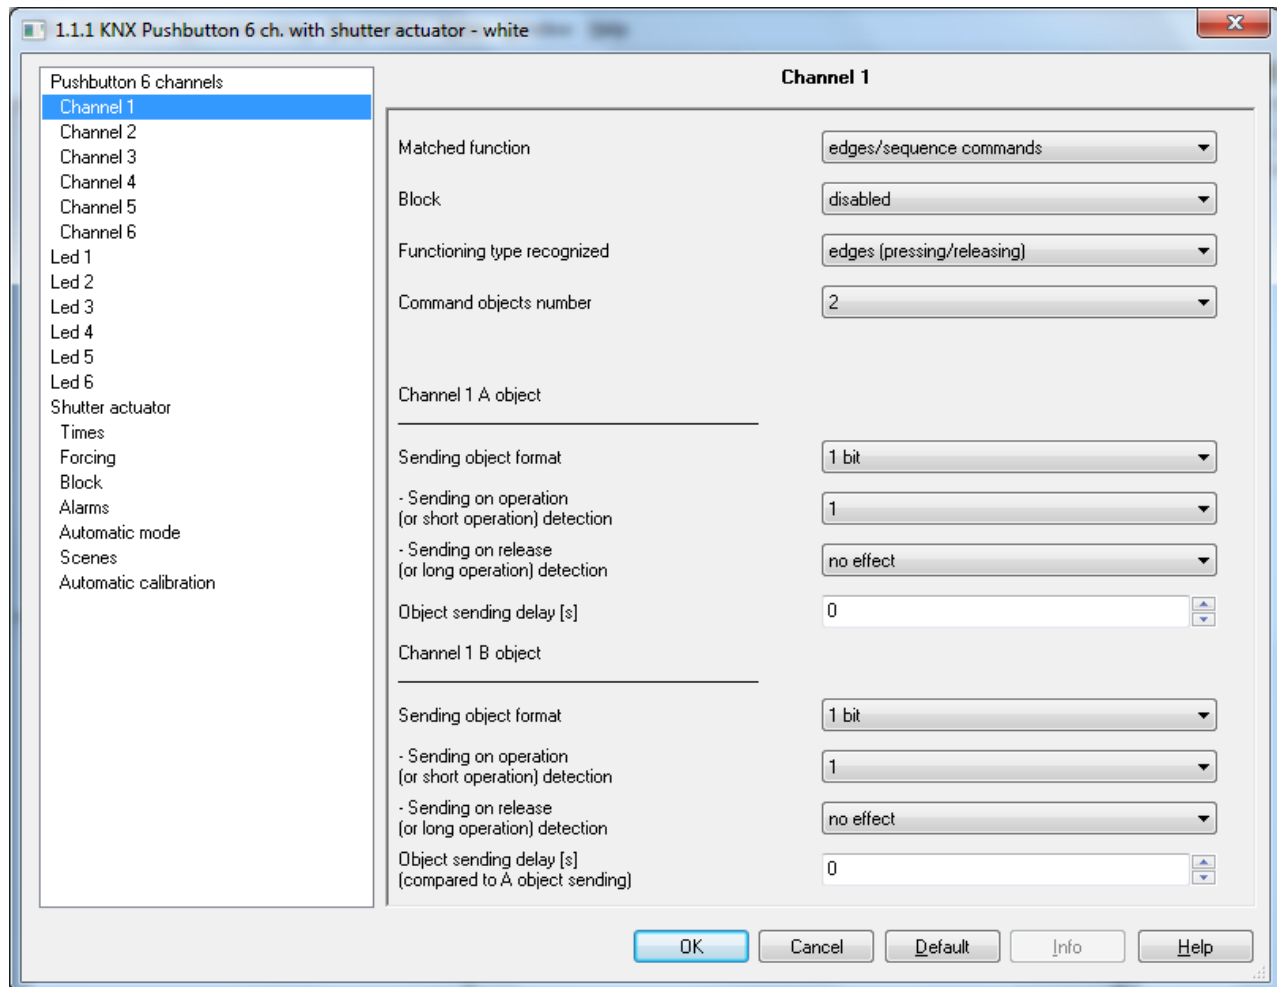 1.1.1 KNX Pushbutton 6 ch. with shutter actuator - white
Pushbutton 6 channels
Channel 1
Channel 2
Channel 3
Channel 4
Channel 5
Channel 6
Led 1
Led 2
Led 3
Led 4
Led 5
Led 6
Shutter actuator
Times
Forcing
Block
Alarms
Automatic mode
Scenes
Automatic calibration
Channel 1
Matched function
edges/sequence commands
Block
disabled
Functioning type recognized
edges (pressing/releasing)
Command objects number
2
Channel 1 A object
Sending object format
1 bit
- Sending on operation
(or short operation) detection
1
- Sending on release
(or long operation) detection
no effect
Object sending delay [s]
0
Channel 1 B object
Sending object format
1 bit
- Sending on operation
(or short operation) detection
1
- Sending on release
(or long operation) detection
no effect
Object sending delay [s]
(compared to A object sending)
0
OK
Cancel
Default
Info
Help